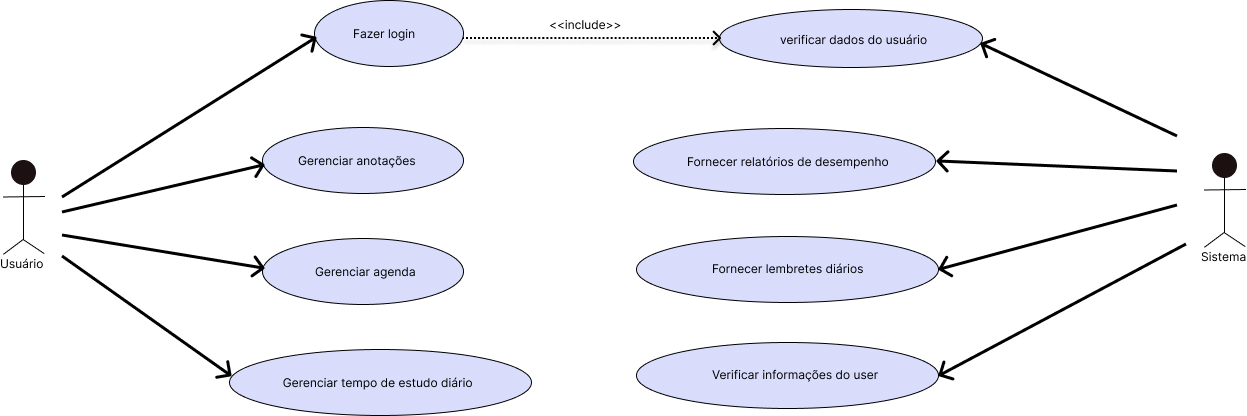 Fazer login
<<include>>
verificar dados do usuário
Gerenciar anotações
Fornecer relatórios de desempenho
Usuário
Sistema
Gerenciar agenda
Fornecer lembretes diários
Gerenciar tempo de estudo diário
Verificar informações do user